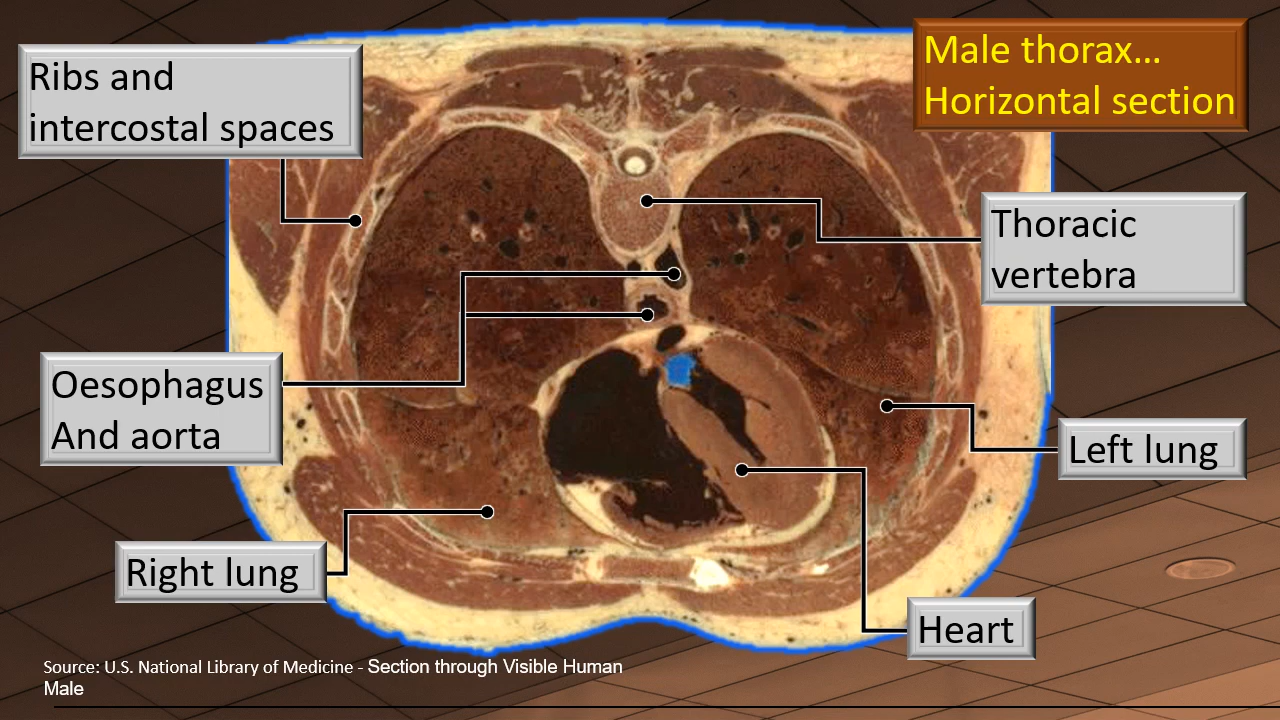 Ribs and
intercostal spaces
Male thorax...
Horizontal section
Thoracic
vertebra
Oesophagus
And aorta
Left lung
Right lung
Heart
Source: U.S. National Library of Medicine - Section through Visible Human
Male